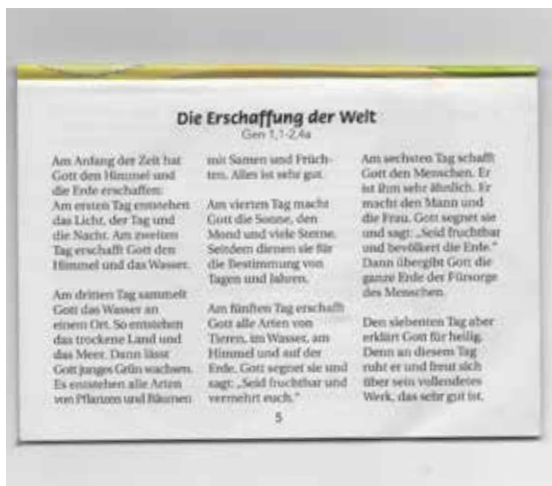 Die Erschaffung der Welt
Gen 1,1-2,4a
Am Anfang der Zeit hat
Gott den Himmel und
die Erde erschaffen:
Am ersten Tag entstehen
das Licht, der Tag und
die Nacht. Am zweiten
Tag erschafft Gott den
Himmel und das Wasser.
Am dritten Tag sammelt
Gott das Wasser an
einem Ort. So entstehen
das trockene Land und
das Meer. Dann lässt
Gott junges Grün wachsen.
Es entstehen alle Arten
von Pflanzen und Bäumen
mit Samen und Früch-
ten. Alles ist sehr gut.
Am vierten Tag macht
Gott die Sonne, den
Mond und viele Sterne.
Seitdem dienen sie für
die Bestimmung von
Tagen und Jahren.
Am fünften Tag erschafft
Gott alle Arten von
Tieren, im Wasser, am
Himmel und auf der
Erde. Gott segnet sie und
sagt: „Seid fruchtbar und
vermehrt euch."
Am sechsten Tag schafft
Gott den Menschen. Er
ist ihm sehr ähnlich. Er
macht den Mann und
die Frau. Gott segnet sie
und sagt: „Seid fruchtbar
und bevölkert die Erde."
Dann übergibt Gott die
ganze Erde der Fürsorge
des Menschen.
Den siebenten Tag aber
erklärt Gott für heilig.
Denn an diesem Tag
ruht er und freut sich
über sein vollendetes
Werk, das sehr gut ist.
5